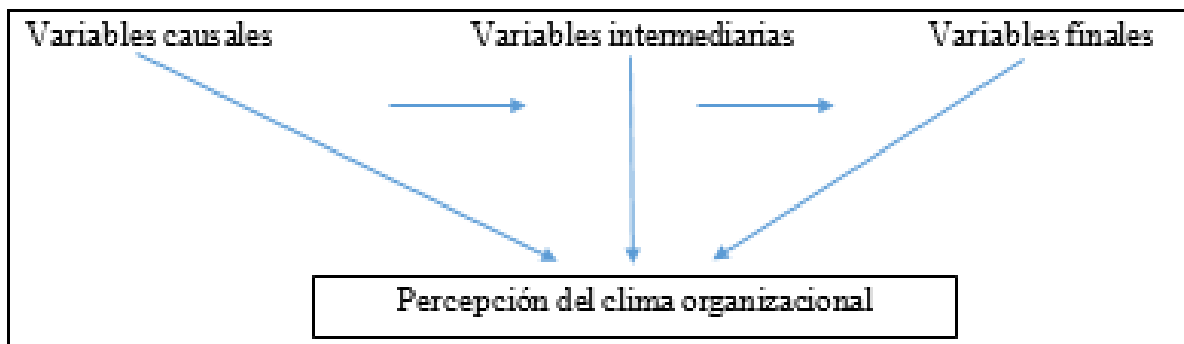 Variables causales
Variables intermediarias
Variables finales
Percepción del clima organizacional